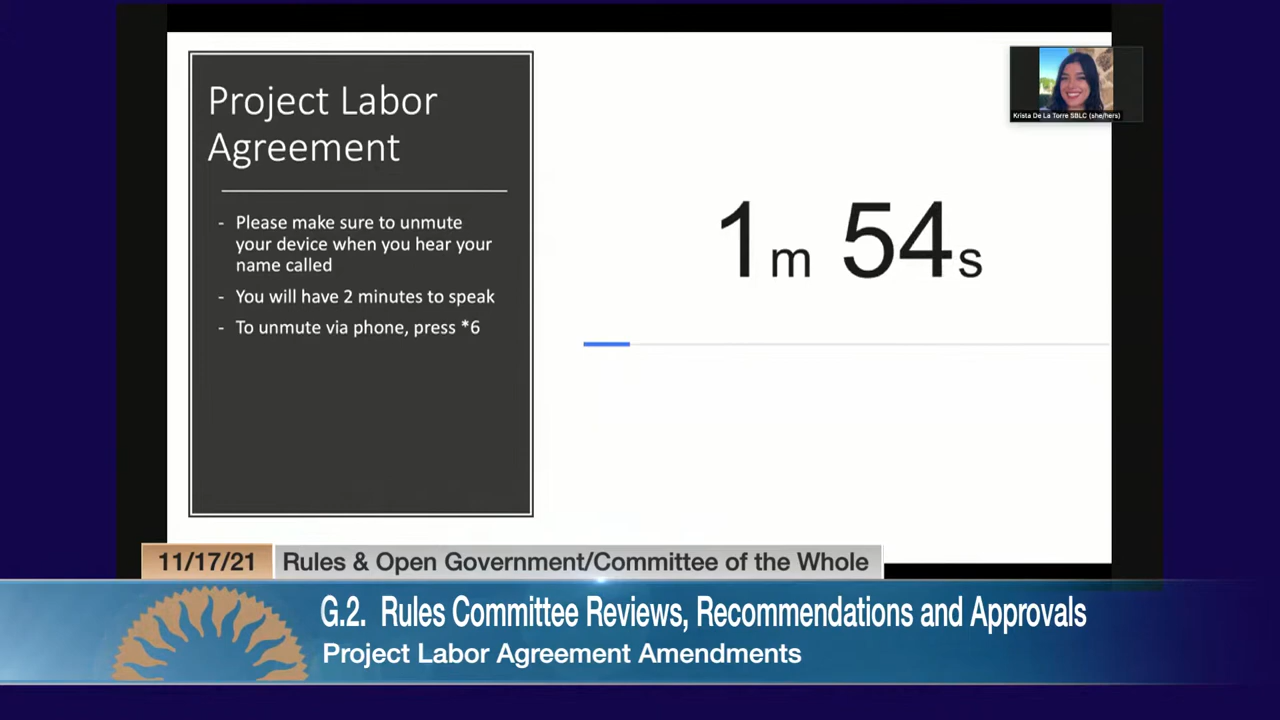 Project Labor
Agreement
- Please make sure to unmute
your device when you hear your
name called
- You will have 2 minutes to speak
- To unmute via phone, press *6
1m 54s
Krista De La Torre SBLC (she/hers)
11/17/21 Rules & Open Government/Committee of the Whole
G.2. Rules Committee Reviews, Recommendations and Approvals
Project Labor Agreement Amendments